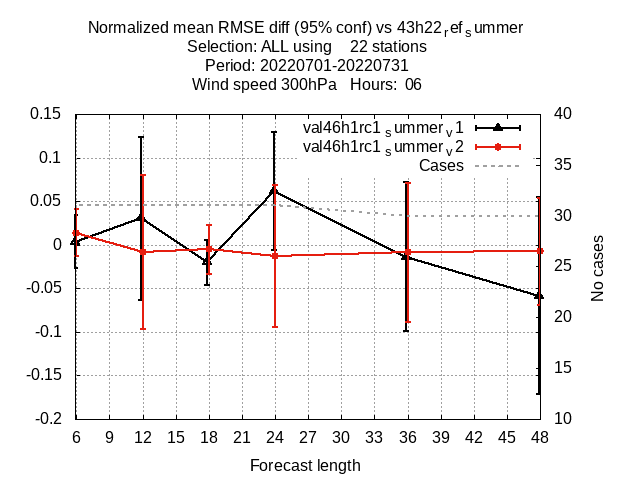 Normalized mean RMSE diff (95% conf) vs 43h22refsummer
Selection: ALL using 22 stations
Period: 20220701-20220731
Wind speed 300hPa Hours: 06
val46h1rc1summerv1
val46h1rc1summerv2
Cases
0.15
0.1
0.05
0
-0.05
-0.1
-0.15
-0.2
40
35
30
25
20
15
10
No cases
6 9 12 15 18 21 24 27 30 33 36 39 42 45 48
Forecast length